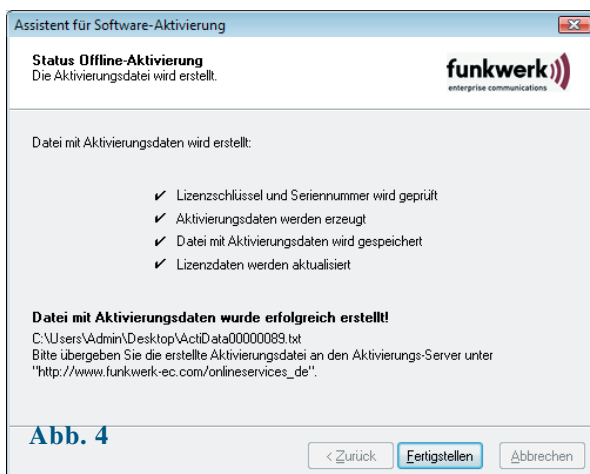 Assistent für Software-Aktivierung
Status Offline-Aktivierung
Die Aktivierungsdatei wird erstellt.
funkwerk
enterprise communications
Datei mit Aktivierungsdaten wird erstellt:
✔ Lizenzschlüssel und Seriennummer wird geprüft
✔ Aktivierungsdaten werden erzeugt
✔ Datei mit Aktivierungsdaten wird gespeichert
✔ Lizenzdaten werden aktualisiert
Datei mit Aktivierungsdaten wurde erfolgreich erstellt!
C:\Users\Admin\Desktop\ActiData00000089.txt
Bitte übergeben Sie die erstellte Aktivierungsdatei an den Aktivierungs-Server unter
"http://www.funkwerk-ec.com/onlineservices_de".
Abb. 4
< Zurück
Fertigstellen
Abbrechen